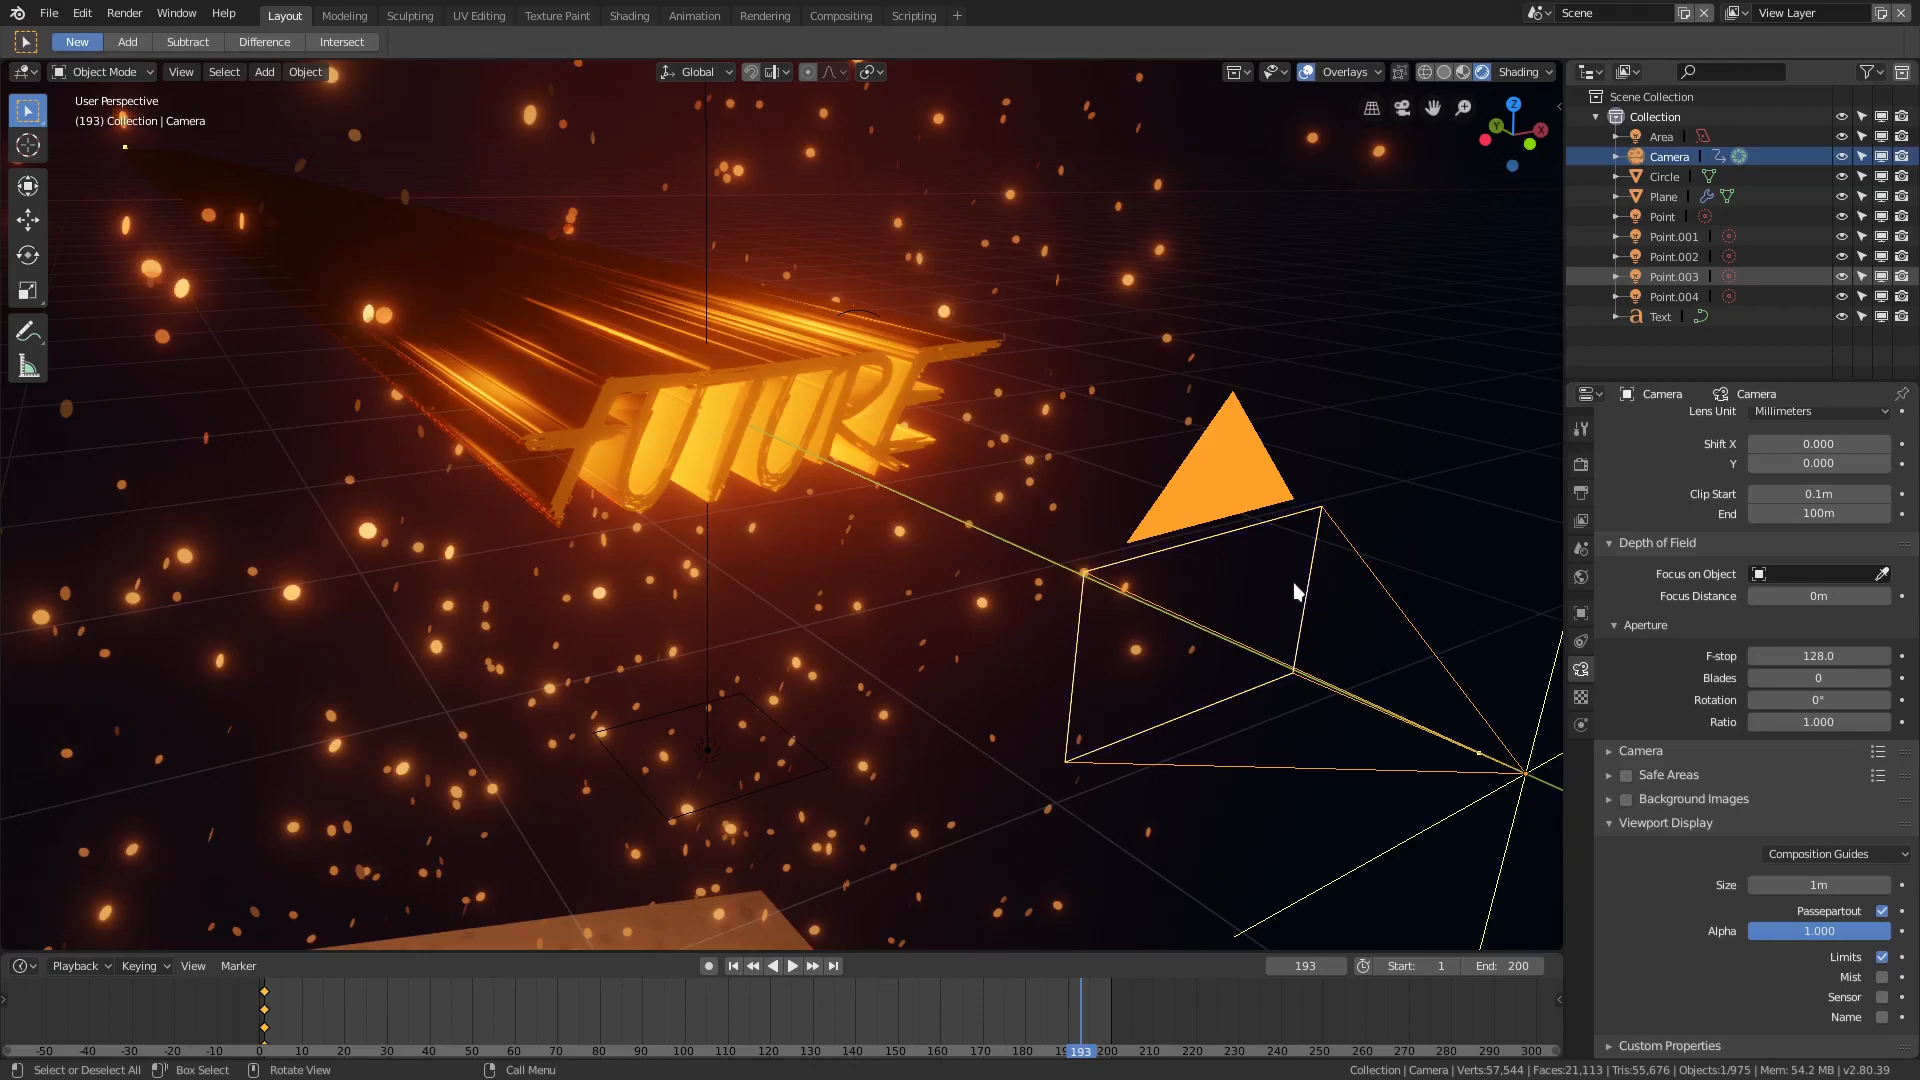 File Edit Render Window Help Layout Modeling Sculpting UV Editing Texture Paint Shading Animation Rendering Compositing Scripting + Scene View Layer
New Add Subtract Difference Intersect
Object Mode View Select Add Object Global Overlays Shading
User Perspective
(193) Collection | Camera
Z
Y X
FUTURE
Scene Collection
Collection
Area
Camera
Circle
Plane
Point
Point.001
Point.002
Point.003
Point.004
a Text
Camera Camera
Lens Unit Millimeters
Shift X 0.000
Y 0.000
Clip Start 0.1m
End 100m
Depth of Field
Focus on Object
Focus Distance 0m
Aperture
F-stop 128.0
Blades 0
Rotation 0°
Ratio 1.000
Camera
Safe Areas
Background Images
Viewport Display
Composition Guides
Size 1m
Passepartout
Alpha 1.000
Limits
Mist
Sensor
Name
Custom Properties
Playback Keying View Marker 193 Start: 1 End: 200
-50 -40 -30 -20 -10 0 10 20 30 40 50 60 70 80 90 100 110 120 130 140 150 160 170 180 193 200 210 220 230 240 250 260 270 280 290 300
Select or Deselect All Box Select Rotate View Call Menu Collection | Camera | Verts:57,544 | Faces:21,113 | Tris:55,676 | Objects:1/975 | Mem: 54.2 MB | v2.80.39